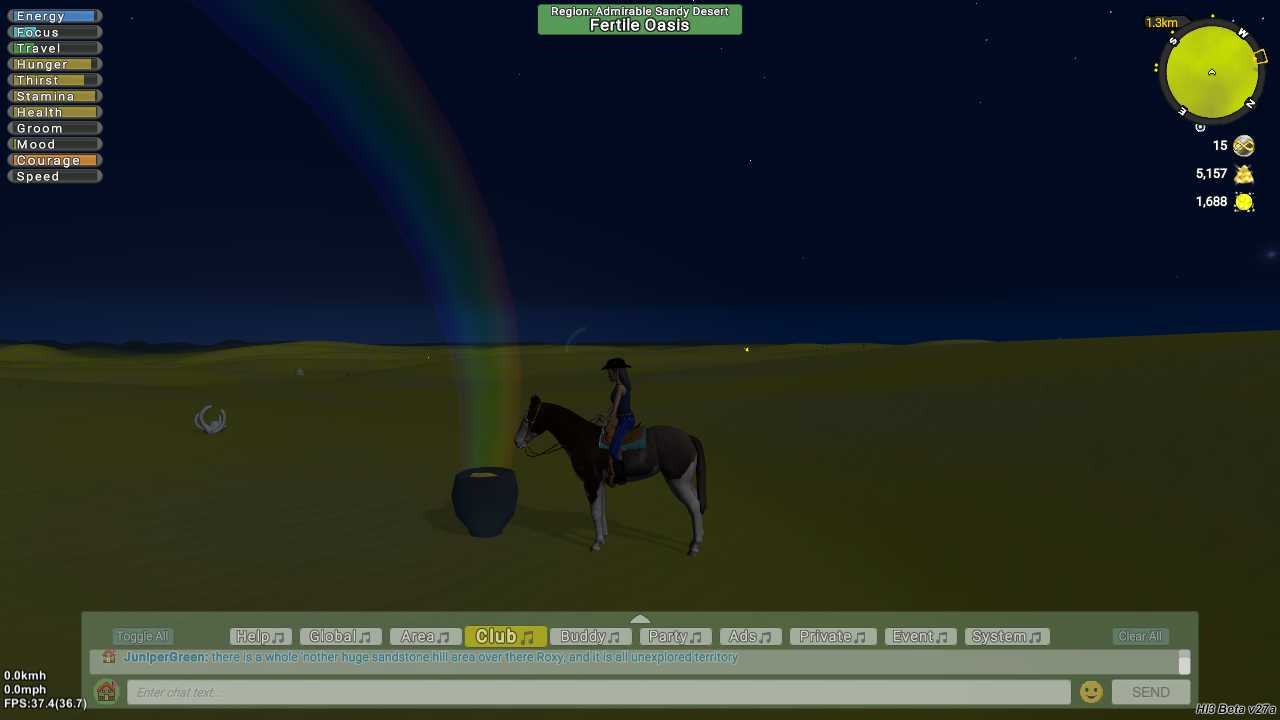 Energy
Focus
Travel
Hunger
Thirst
Stamina
Health
Groom
Mood
Courage
Speed
Region: Admirable Sandy Desert
Fertile Oasis
1.3km
S
W
E
N
15
5,157
1,688
Toggle All
Help
Global
Area
Club
Buddy
Party
Ads
Private
Event
System
Clear All
JuniperGreen: there is a whole 'nother huge sandstone hill area over there Roxy, and it is all unexplored territory
Enter chat text...
SEND
0.0kmh
0.0mph
FPS:37.4(36.7)
HI3 Beta v27a